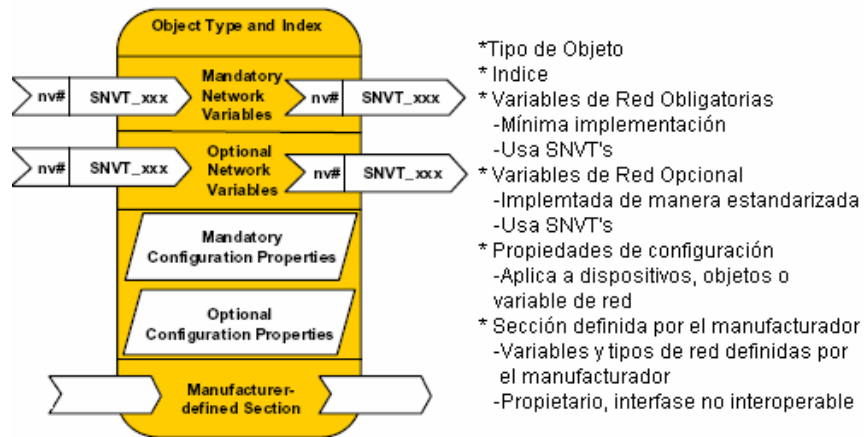 Object Type and Index
Mandatory
Network
Variables
nv# SNVT_xxx
nv# SNVT_xxx
Optional
Network
Variables
nv# SNVT_xxx
nv# SNVT_xxx
Mandatory
Configuration Properties
Optional
Configuration Properties
Manufacturer-
defined Section
*Tipo de Objeto
* Indice
* Variables de Red Obligatorias
-Mínima implementación
-Usa SNVT's
* Variables de Red Opcional
-Implemtada de manera estandarizada
-Usa SNVT's
* Propiedades de configuración
-Aplica a dispositivos, objetos o
variable de red
* Sección definida por el manufacturador
-Variables y tipos de red definidas por
el manufacturador
-Propietario, interfase no interoperable